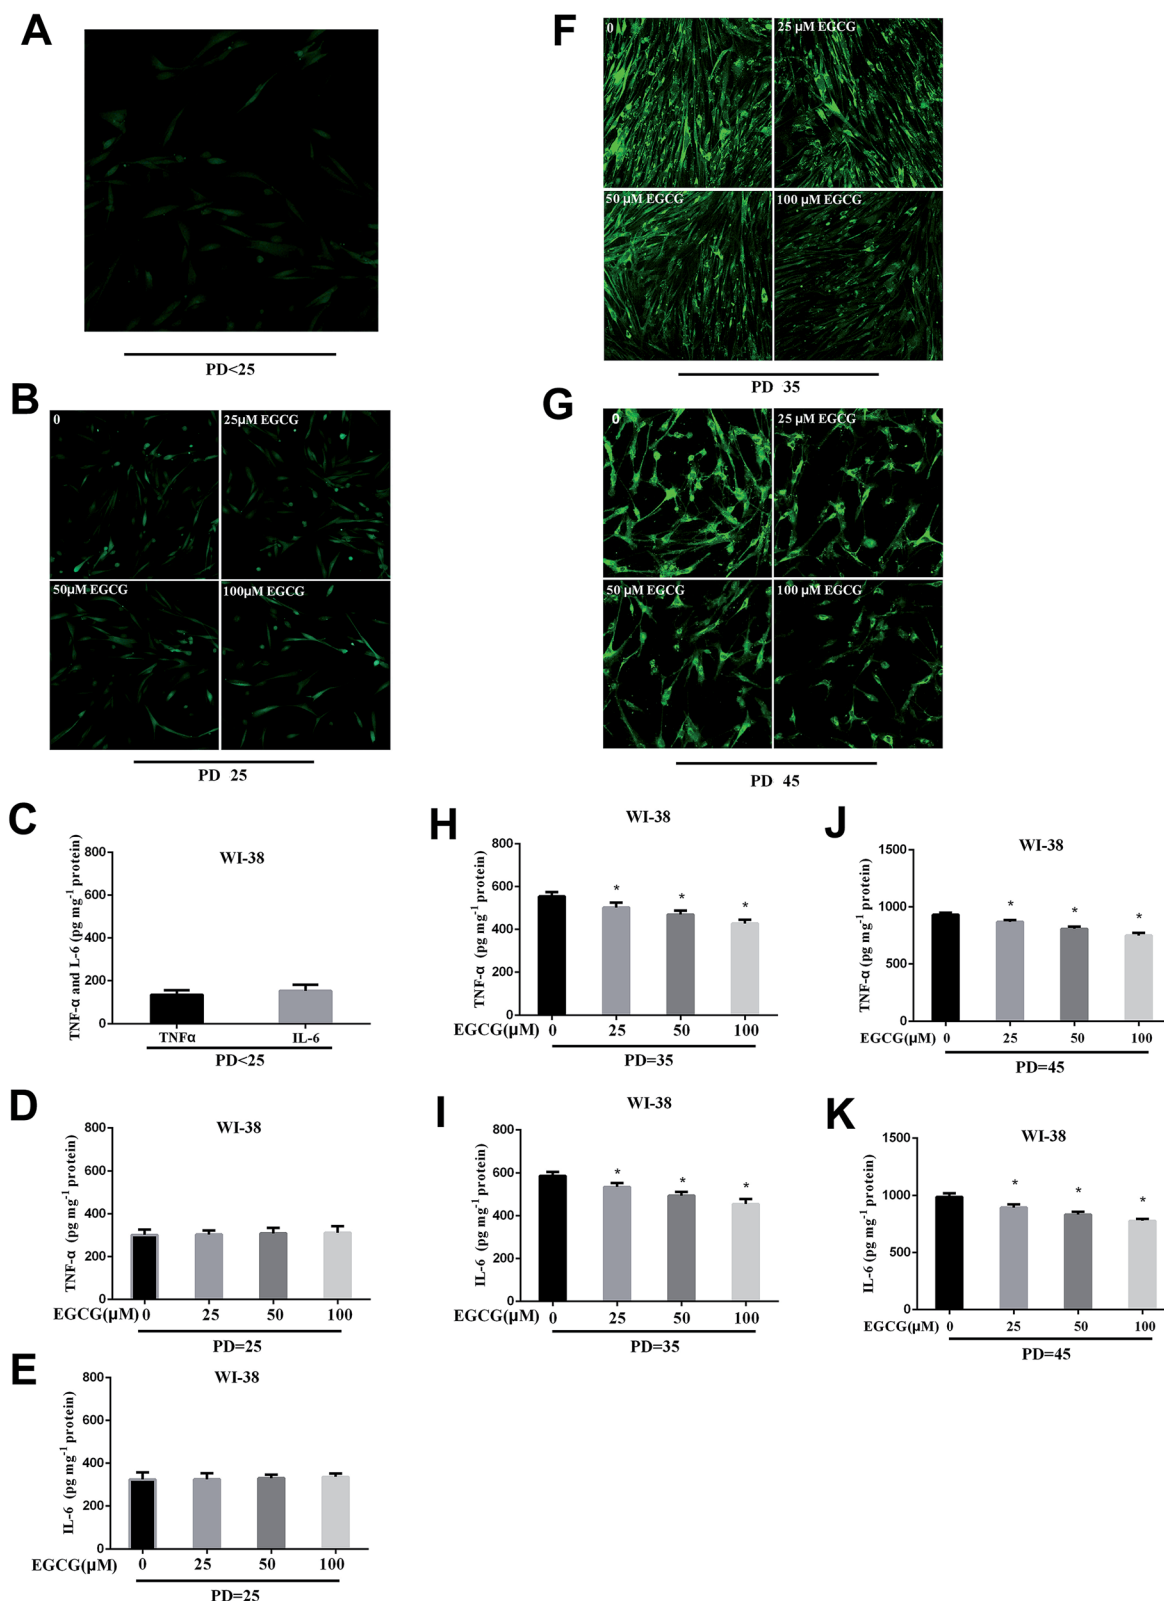 A
PD<25
B
0
25μM EGCG
50μM EGCG
100μM EGCG
PD 25
C
WI-38
TNF-α and L-6 (pg mg-1 protein)
800
600
400
200
0
TNFα
IL-6
PD<25
D
WI-38
TNF-α (pg mg-1 protein)
800
600
400
200
0
EGCG(μM)
0
25
50
100
PD=25
E
WI-38
IL-6 (pg mg-1 protein)
800
600
400
200
0
EGCG(μM)
0
25
50
100
PD=25
F
0
25 μM EGCG
50 μM EGCG
100 μM EGCG
PD 35
G
0
25 μM EGCG
50 μM EGCG
100 μM EGCG
PD 45
H
WI-38
TNF-α (pg mg-1 protein)
800
600
400
200
0
*
*
*
EGCG(μM)
0
25
50
100
PD=35
I
WI-38
IL-6 (pg mg-1 protein)
800
600
400
200
0
*
*
*
EGCG(μM)
0
25
50
100
PD=35
J
WI-38
TNF-α (pg mg-1 protein)
1500
1000
500
0
*
*
*
EGCG(μM)
0
25
50
100
PD=45
K
WI-38
IL-6 (pg mg-1 protein)
1500
1000
500
0
*
*
*
EGCG(μM)
0
25
50
100
PD=45